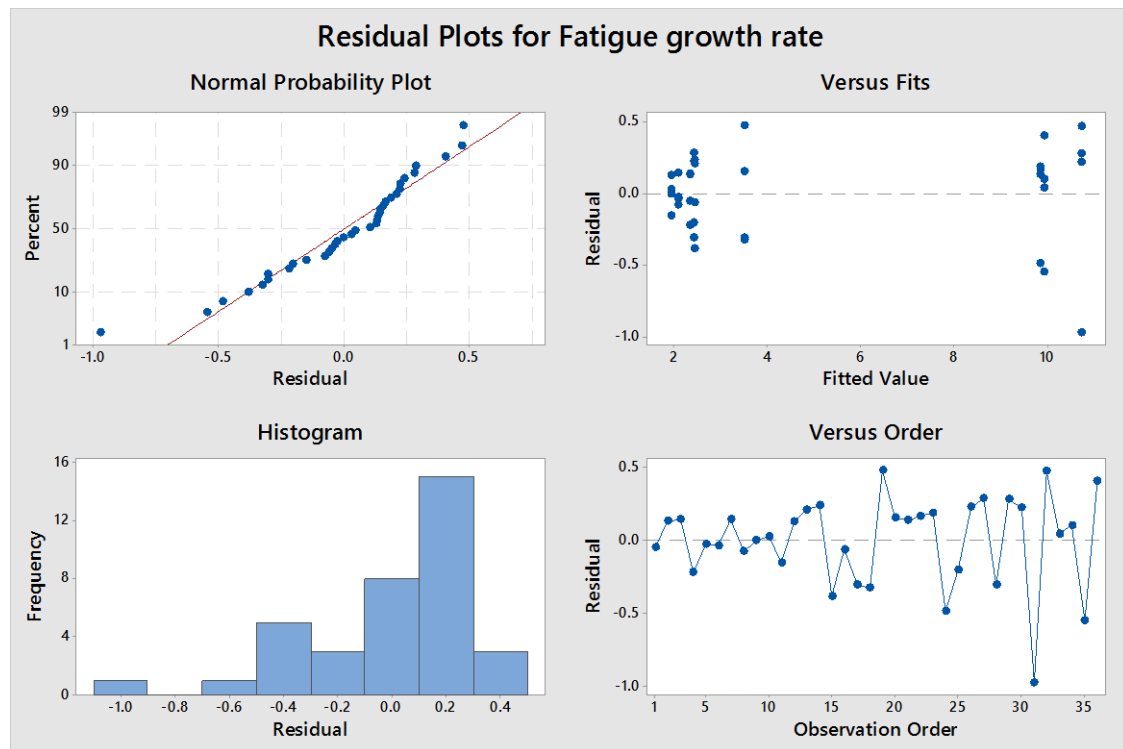 Residual Plots for Fatigue growth rate
Normal Probability Plot
99
90
50
10
1
Percent
-1.0 -0.5 0.0 0.5
Residual
Versus Fits
0.5
0.0
-0.5
-1.0
Residual
2 4 6 8 10
Fitted Value
Histogram
16
12
8
4
0
Frequency
-1.0 -0.8 -0.6 -0.4 -0.2 0.0 0.2 0.4
Residual
Versus Order
0.5
0.0
-0.5
-1.0
Residual
1 5 10 15 20 25 30 35
Observation Order